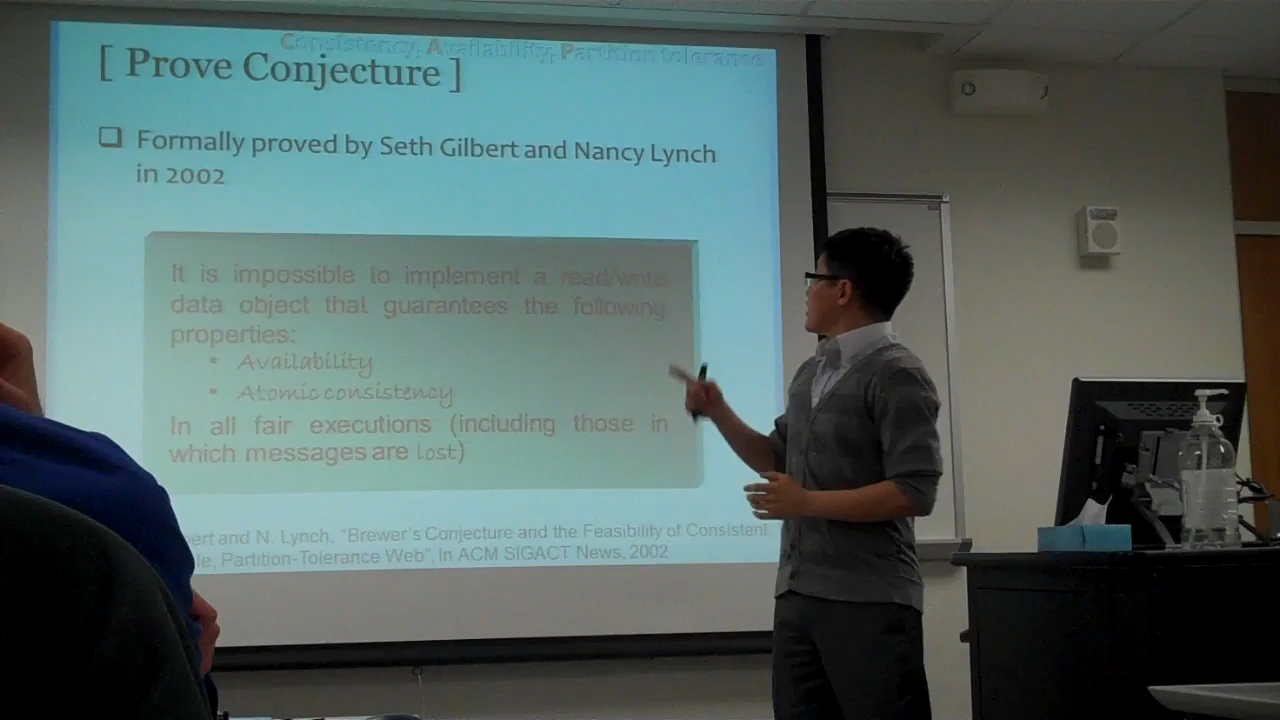 Consistency, Availability, Partition tolerance
[ Prove Conjecture ]
Formally proved by Seth Gilbert and Nancy Lynch
in 2002
It is impossible to implement a read/write
data object that guarantees the following
properties:
• Availability
• Atomic consistency
In all fair executions (including those in
which messages are lost)
ert and N. Lynch, “Brewer's Conjecture and the Feasibility of Consistent,
le, Partition-Tolerance Web”, In ACM SIGACT News, 2002